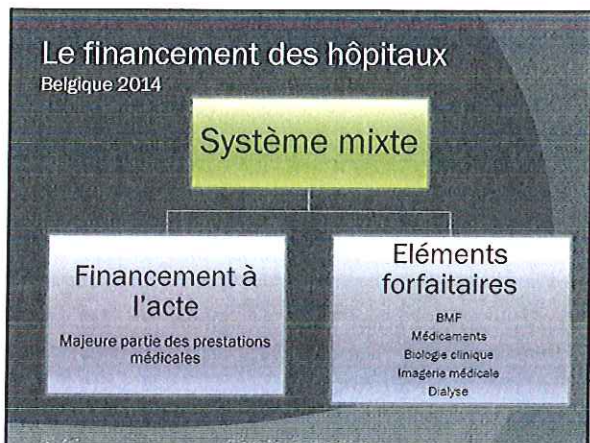 Le financement des hôpitaux
Belgique 2014
Système mixte
Financement à
l'acte
Majeure partie des prestations
médicales
Eléments
forfaitaires
BMF
Médicaments
Biologie clinique
Imagerie médicale
Dialyse